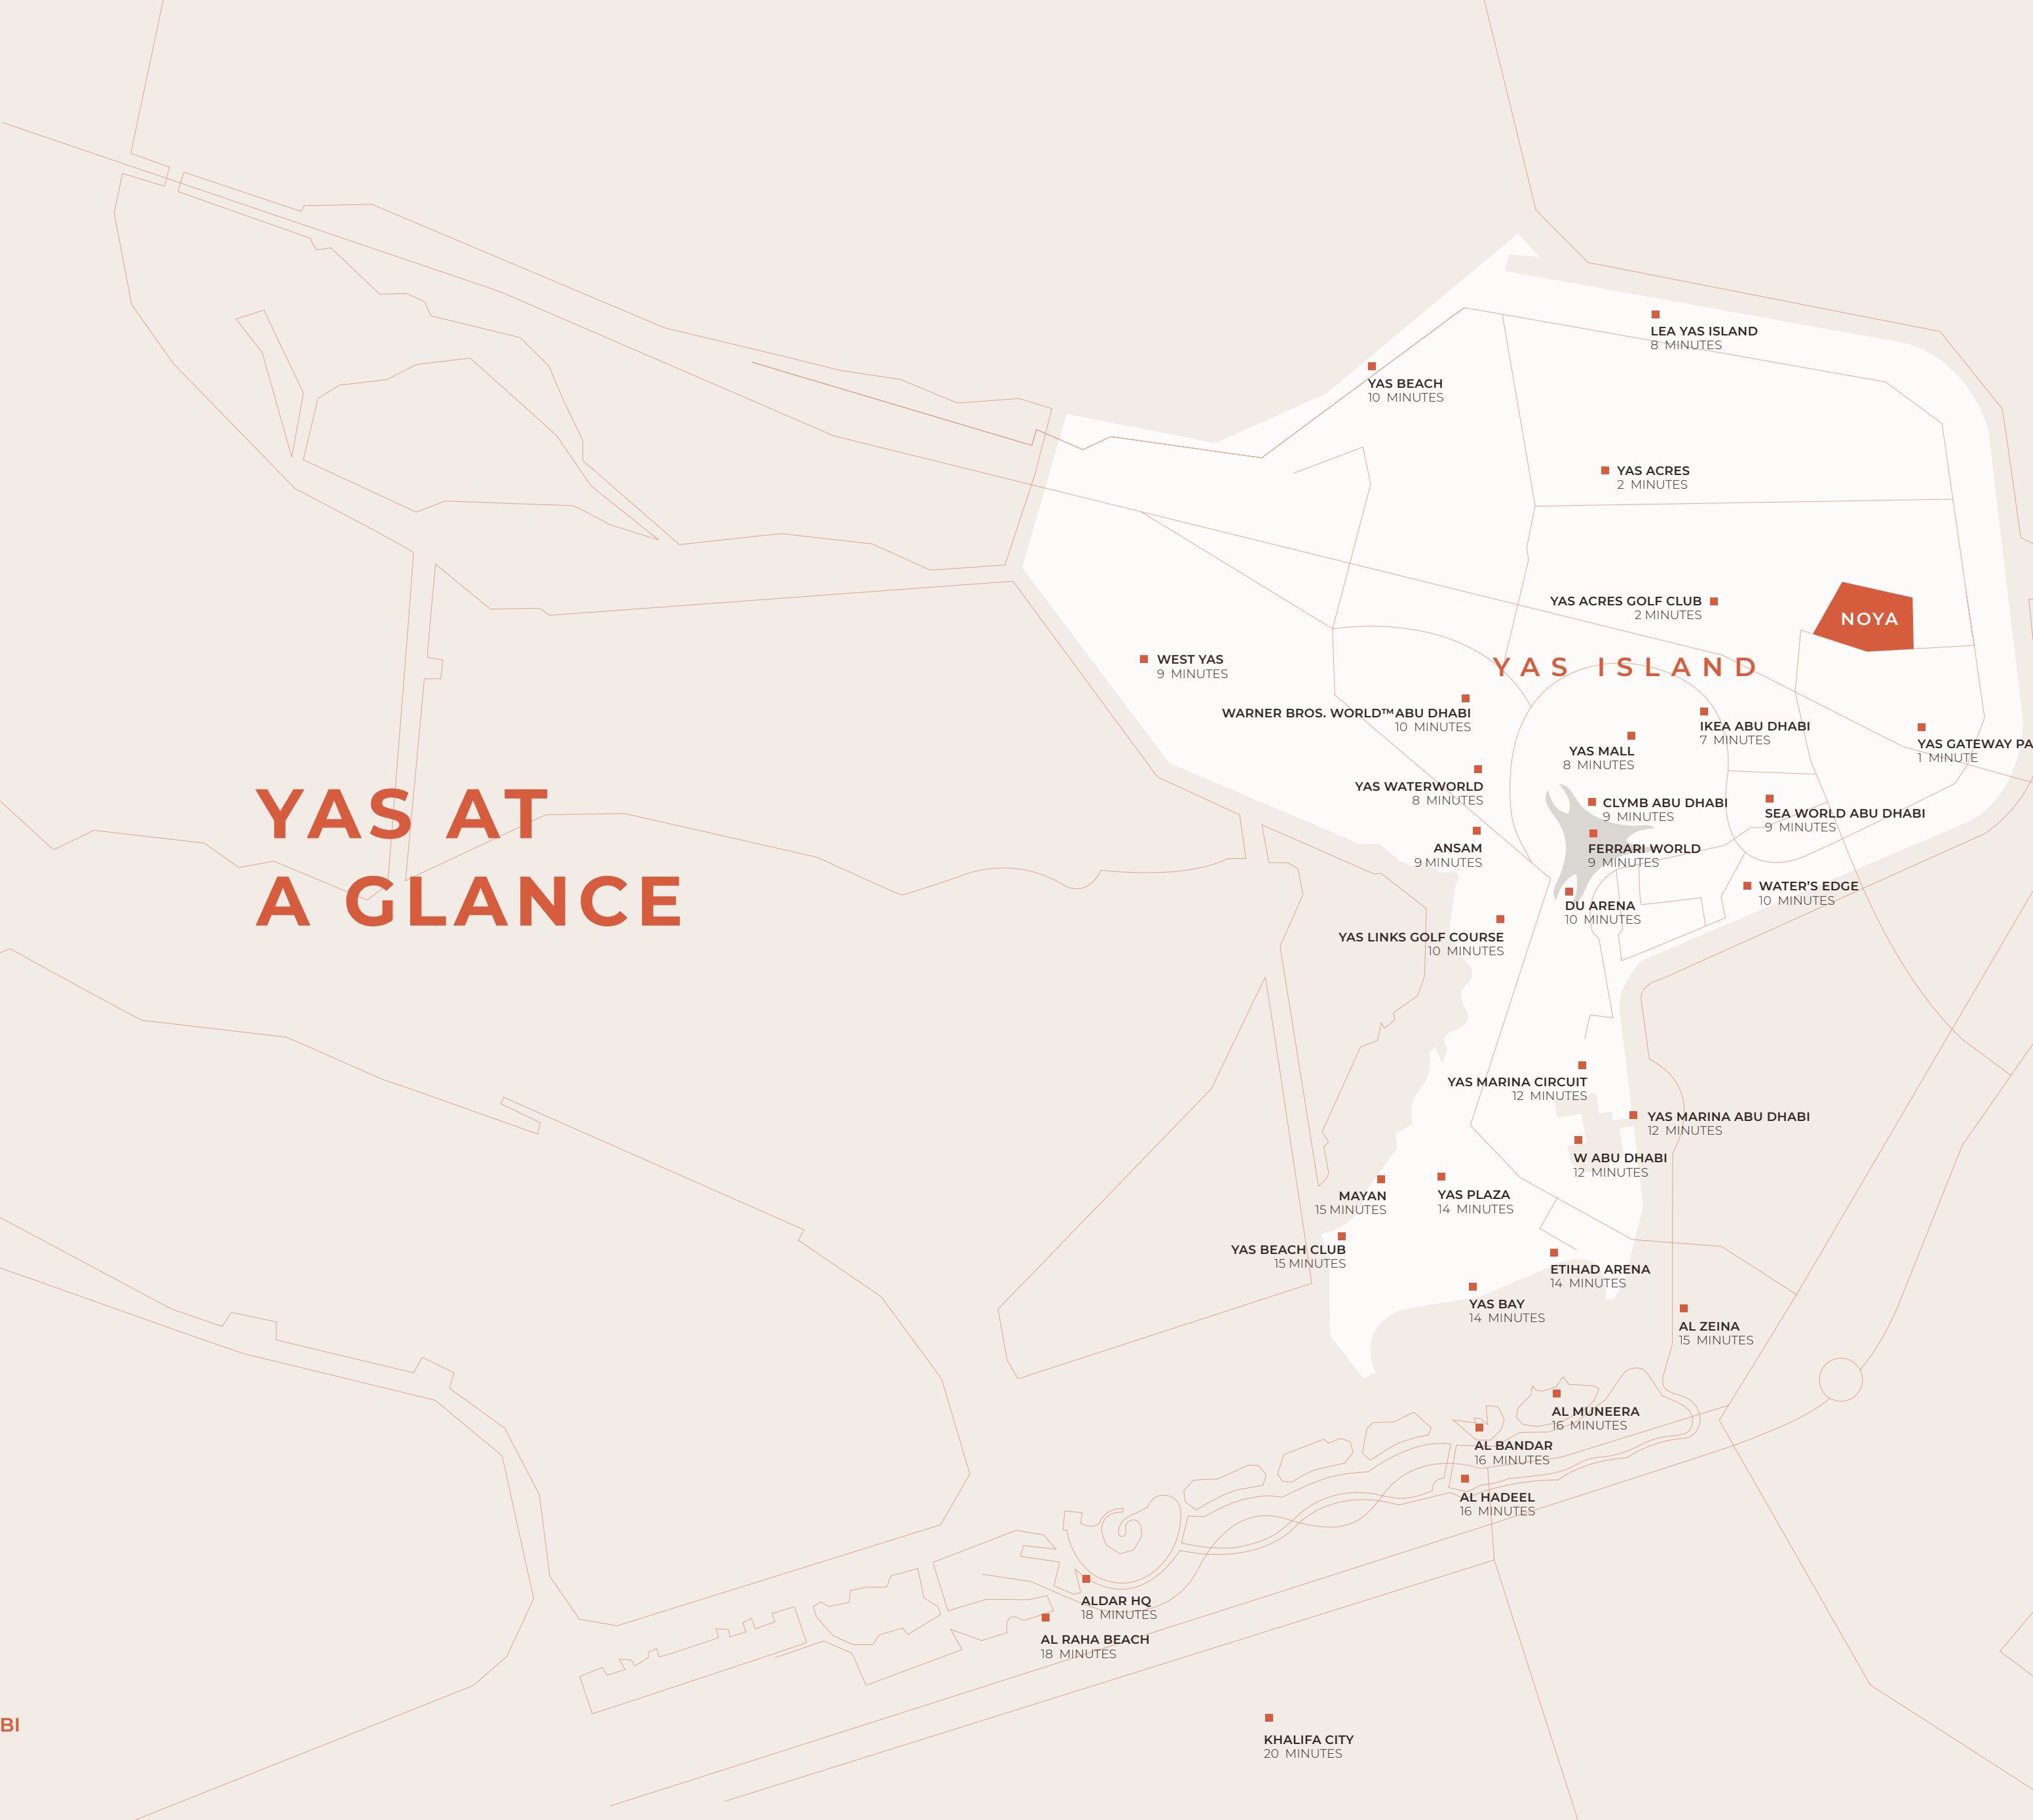 LEA YAS ISLAND
8 MINUTES
YAS BEACH
10 MINUTES
YAS ACRES
2 MINUTES
YAS ACRES GOLF CLUB
2 MINUTES
NOYA
YAS ISLAND
WEST YAS
9 MINUTES
WARNER BROS. WORLD™ ABU DHABI
10 MINUTES
IKEA ABU DHABI
7 MINUTES
YAS GATEWAY PA
1 MINUTE
YAS MALL
8 MINUTES
YAS WATERWORLD
8 MINUTES
CLYMB ABU DHABI
9 MINUTES
SEA WORLD ABU DHABI
9 MINUTES
YAS AT
A GLANCE
ANSAM
9 MINUTES
FERRARI WORLD
9 MINUTES
WATER'S EDGE
10 MINUTES
DU ARENA
10 MINUTES
YAS LINKS GOLF COURSE
10 MINUTES
YAS MARINA CIRCUIT
12 MINUTES
YAS MARINA ABU DHABI
12 MINUTES
W ABU DHABI
12 MINUTES
MAYAN
15 MINUTES
YAS PLAZA
14 MINUTES
YAS BEACH CLUB
15 MINUTES
ETIHAD ARENA
14 MINUTES
YAS BAY
14 MINUTES
AL ZEINA
15 MINUTES
AL MUNEERA
16 MINUTES
AL BANDAR
16 MINUTES
AL HADEEL
16 MINUTES
ALDAR HQ
18 MINUTES
AL RAHA BEACH
18 MINUTES
BI
KHALIFA CITY
20 MINUTES